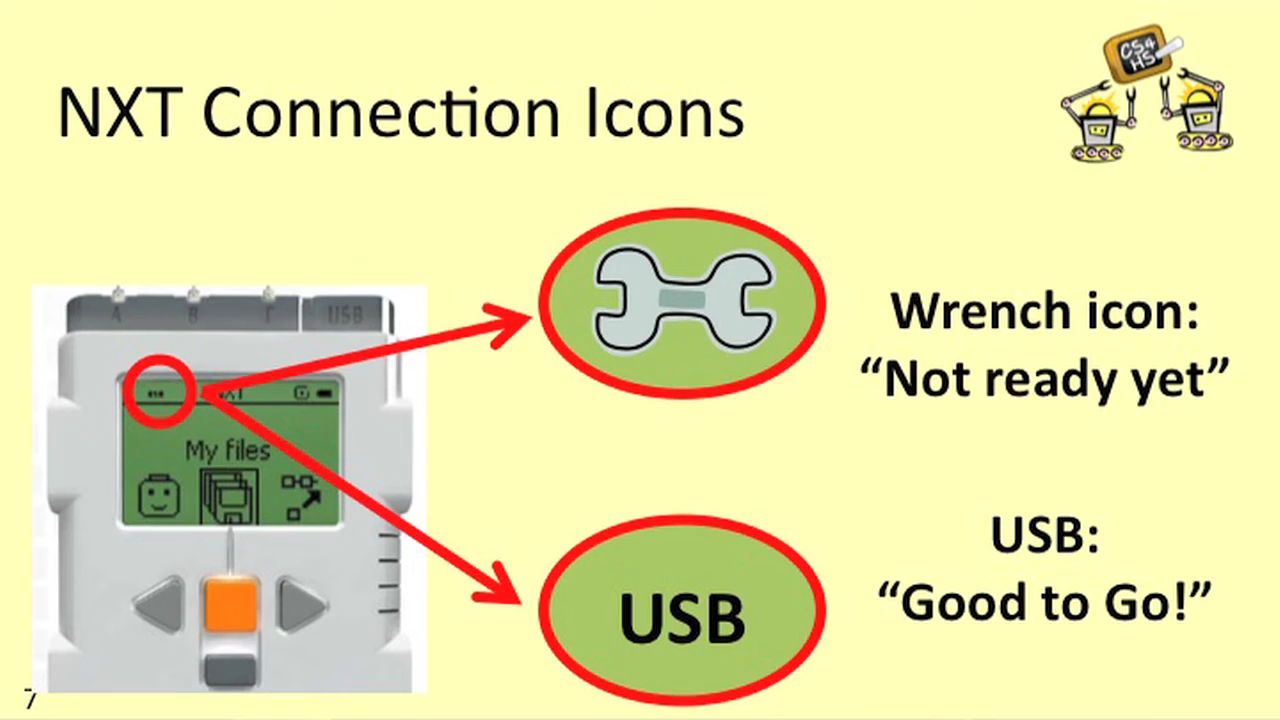 NXT Connection Icons
CS4
HS
Wrench icon:
“Not ready yet”
A
B
USB
NXT
My files
USB
USB:
“Good to Go!”
7